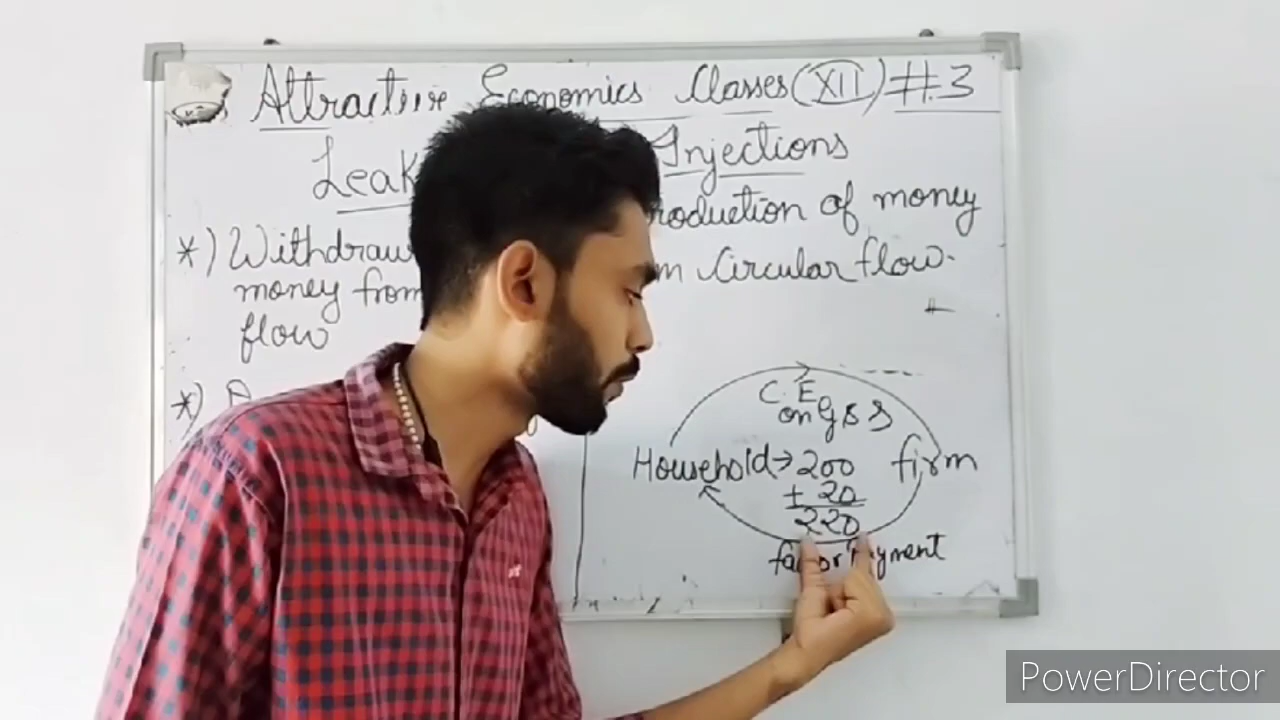 Attractive Economics Classes (XII) #3
Leak Injections
roduction of money
*) Withdraw
money from m Circular flow.
flow
*)
C.E
on G & S
Household → 200 firm
+ 20
220
factor Payment
PowerDirector